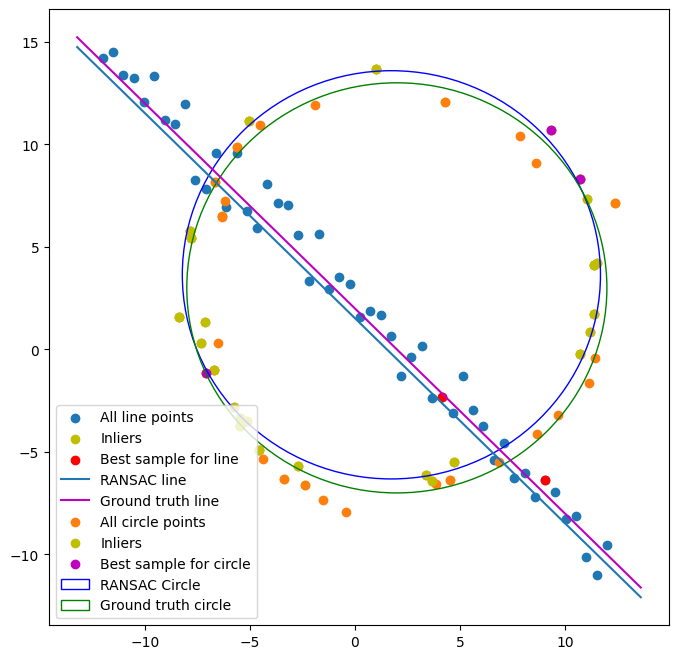 15
10
5
0
−5
−10
All line points
Inliers
Best sample for line
RANSAC line
Ground truth line
All circle points
Inliers
Best sample for circle
RANSAC Circle
Ground truth circle
−10 −5 0 5 10